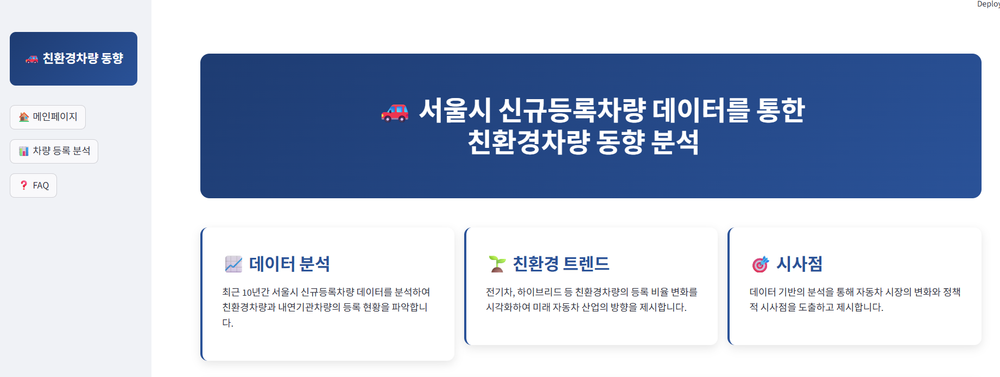 Deploy
친환경차량 동향
메인페이지
차량 등록 분석
FAQ
서울시 신규등록차량 데이터를 통한
친환경차량 동향 분석
데이터 분석
최근 10년간 서울시 신규등록차량 데이터를 분석하여
친환경차량과 내연기관차량의 등록 현황을 파악합니
다.
친환경 트렌드
전기차, 하이브리드 등 친환경차량의 등록 비율 변화를
시각화하여 미래 자동차 산업의 방향을 제시합니다.
시사점
데이터 기반의 분석을 통해 자동차 시장의 변화와 정책
적 시사점을 도출하고 제시합니다.